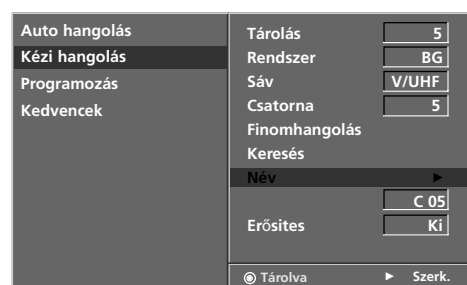 Auto hangolás
Kézi hangolás
Programozás
Kedvencek
Tárolás 5
Rendszer BG
Sáv V/UHF
Csatorna 5
Finomhangolás
Keresés
Név ►
C 05
Erősites Ki
◉ Tárolva ► Szerk.